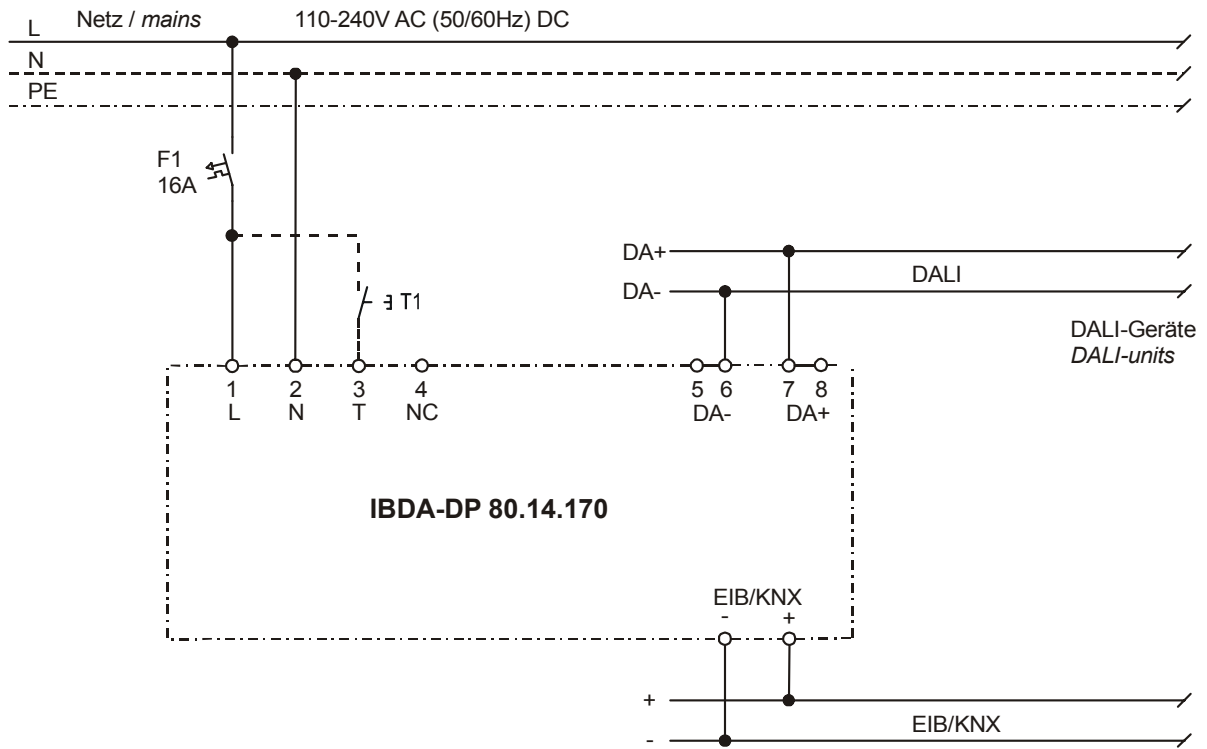 L Netz / mains 110-240V AC (50/60Hz) DC
N
PE
F1
16A
T1
DA+
DALI
DA-
DALI-Geräte
DALI-units
1 2 3 4 5 6 7 8
L N T NC DA- DA+
IBDA-DP 80.14.170
EIB/KNX
- +
+
EIB/KNX
-